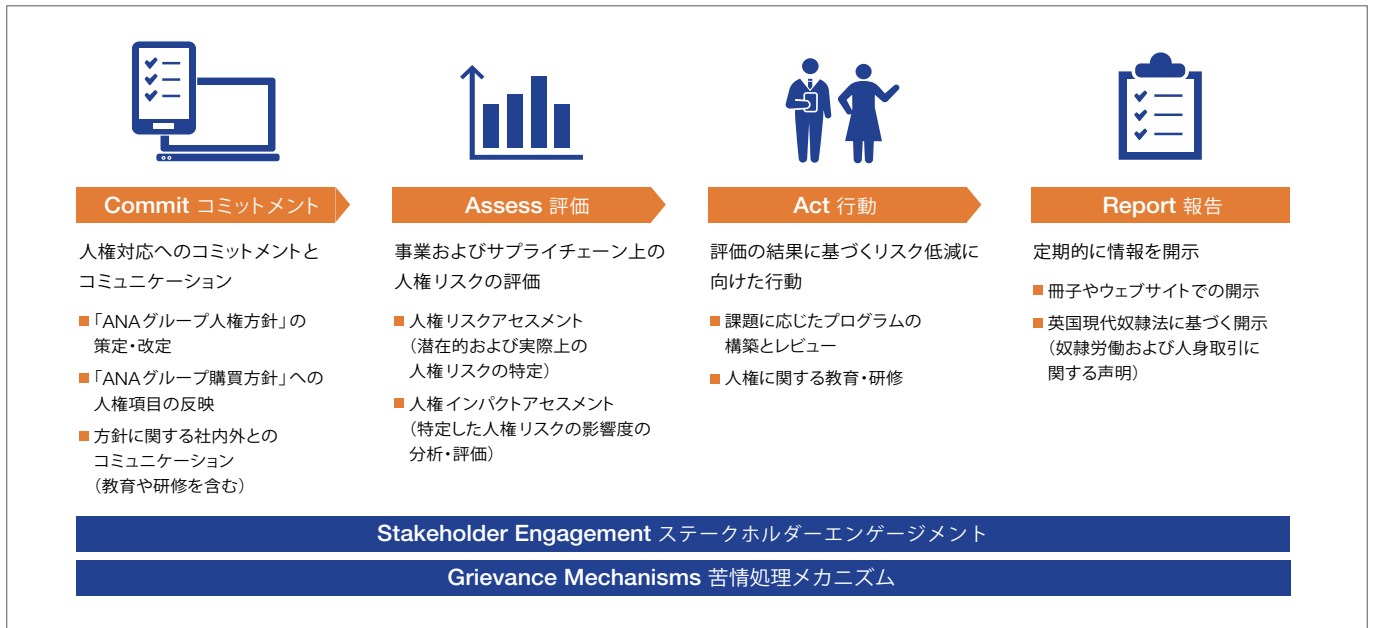 Commit コミットメント
人権対応へのコミットメントと
コミュニケーション
■「ANAグループ人権方針」の
策定・改定
■「ANAグループ購買方針」への
人権項目の反映
■方針に関する社内外との
コミュニケーション
（教育や研修を含む）
Assess 評価
事業およびサプライチェーン上の
人権リスクの評価
■人権リスクアセスメント
（潜在的および実際上の
人権リスクの特定）
■人権インパクトアセスメント
（特定した人権リスクの影響度の
分析・評価）
Act 行動
評価の結果に基づくリスク低減に
向けた行動
■課題に応じたプログラムの
構築とレビュー
■人権に関する教育・研修
Report 報告
定期的に情報を開示
■冊子やウェブサイトでの開示
■英国現代奴隷法に基づく開示
（奴隷労働および人身取引に
関する声明）
Stakeholder Engagement ステークホルダーエンゲージメント
Grievance Mechanisms 苦情処理メカニズム